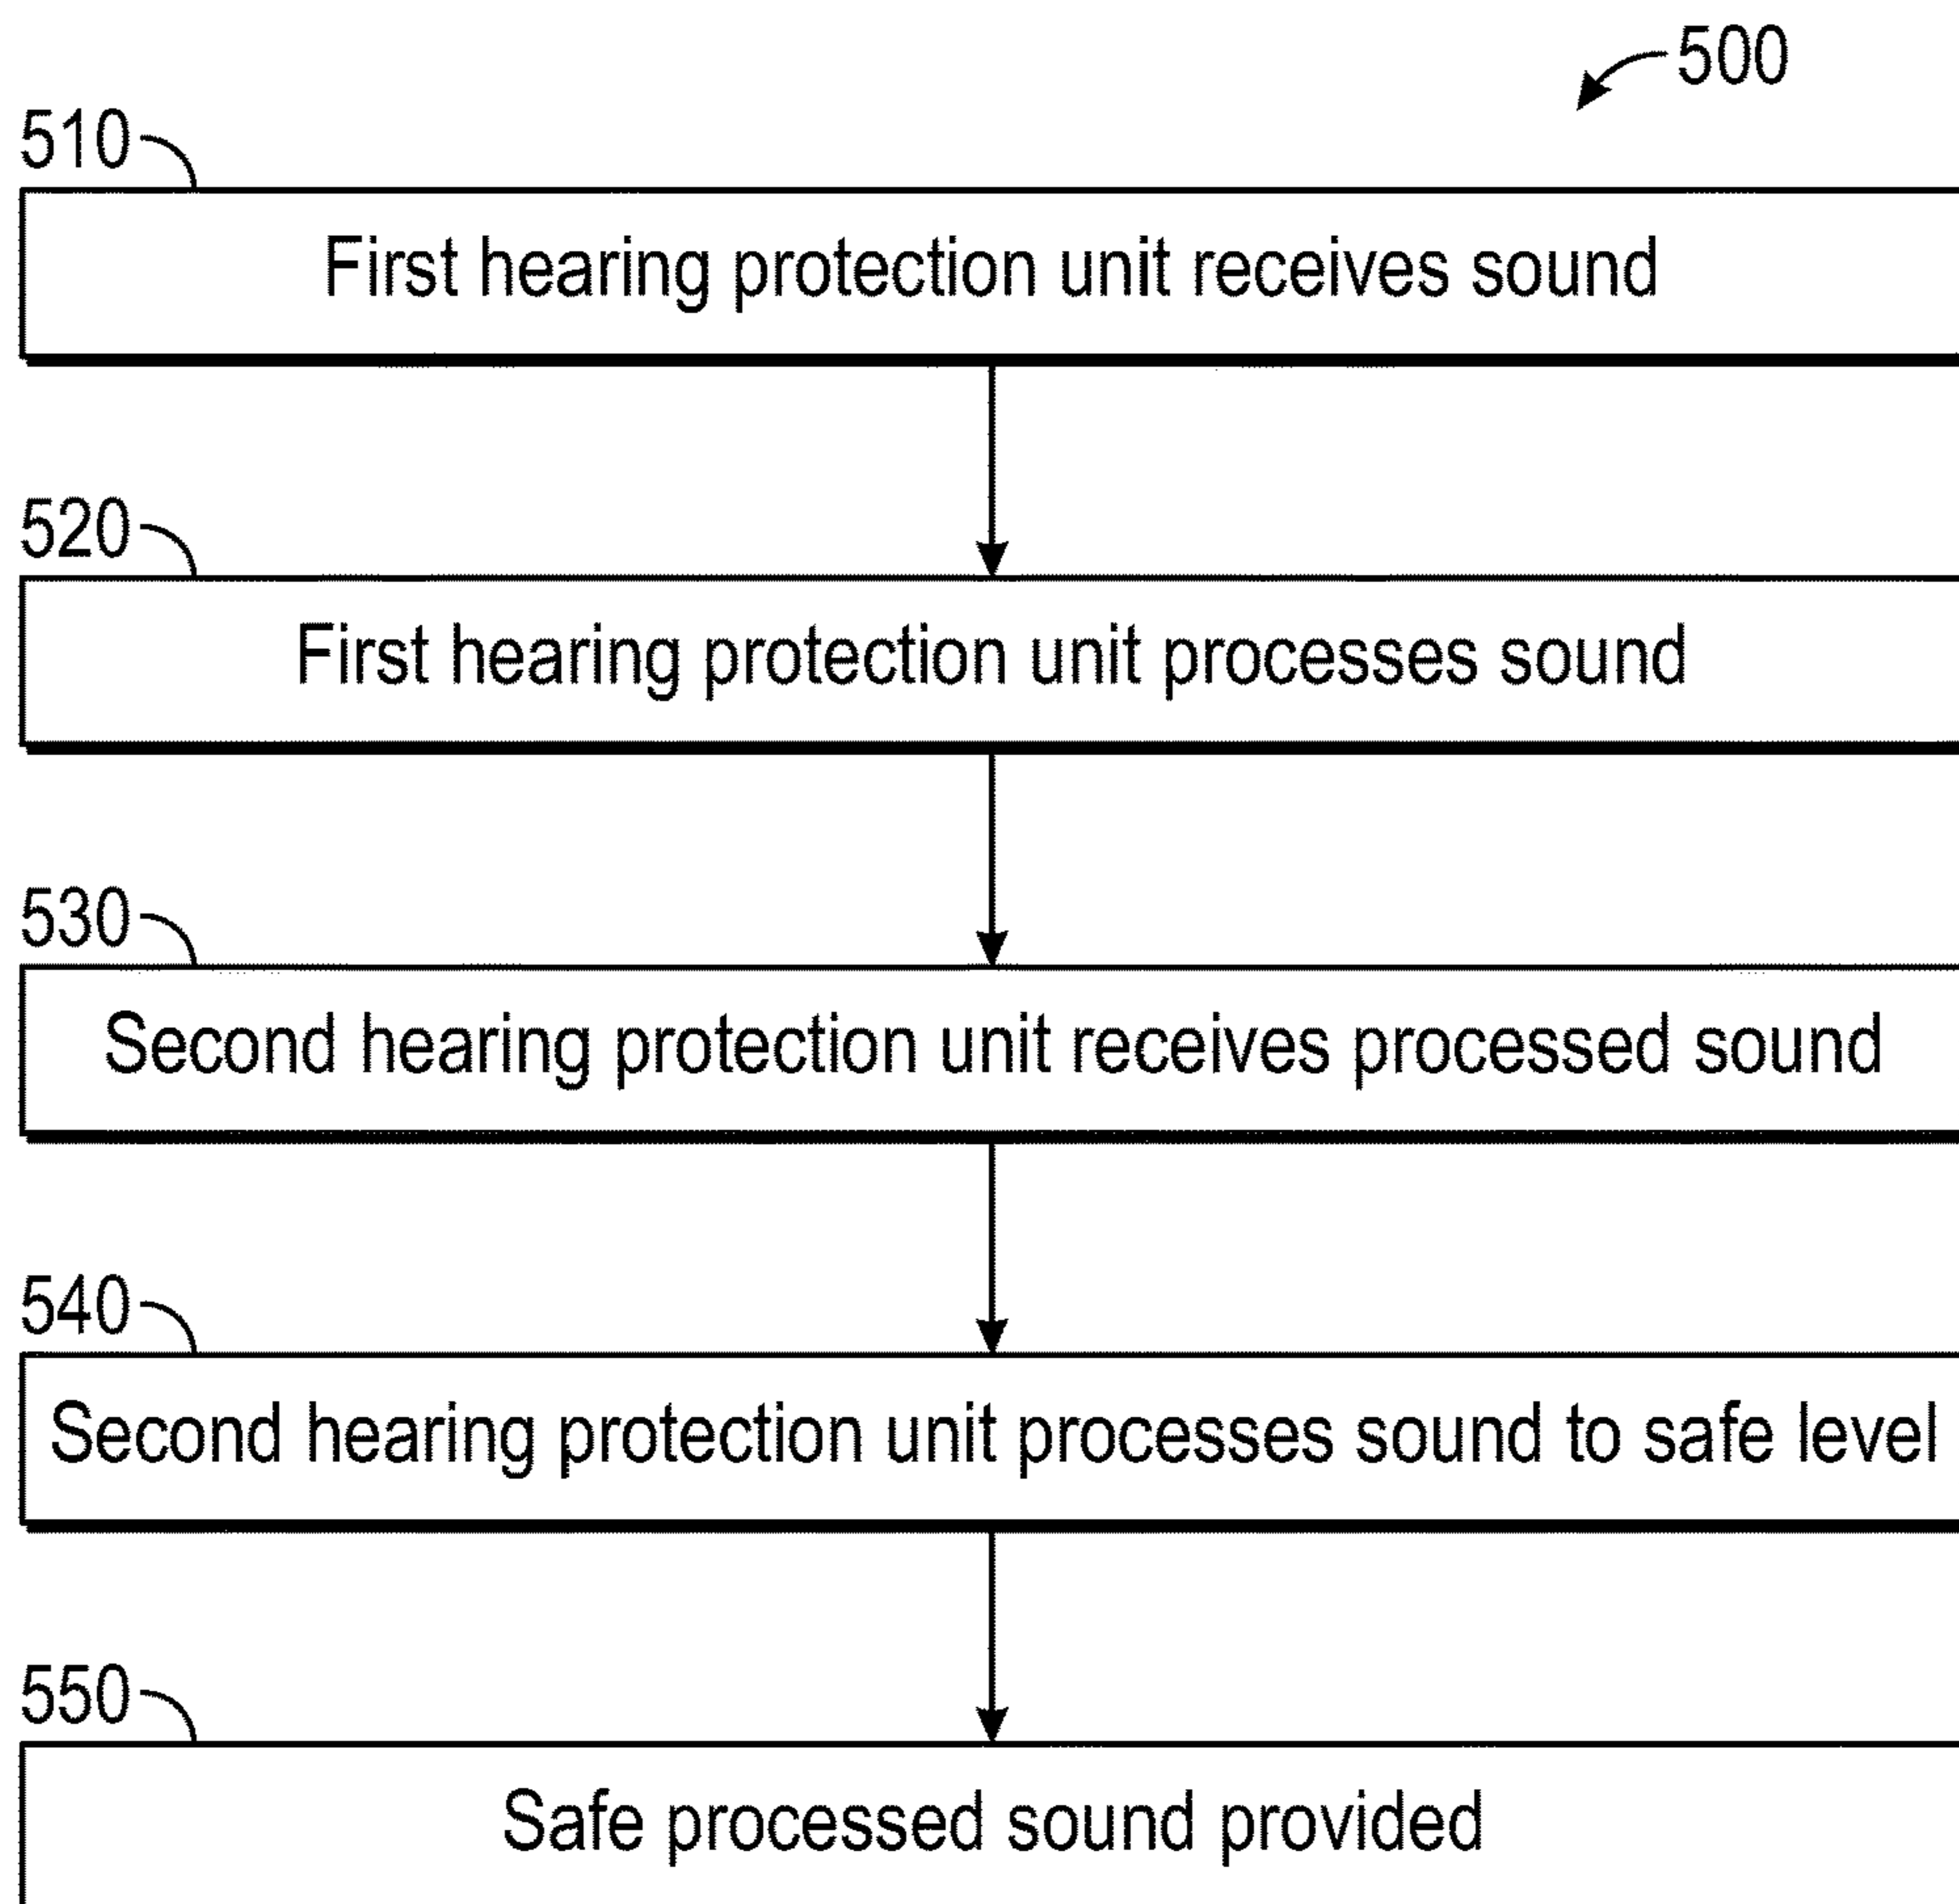 500
510
First hearing protection unit receives sound
520
First hearing protection unit processes sound
530
Second hearing protection unit receives processed sound
540
Second hearing protection unit processes sound to safe level
550
Safe processed sound provided